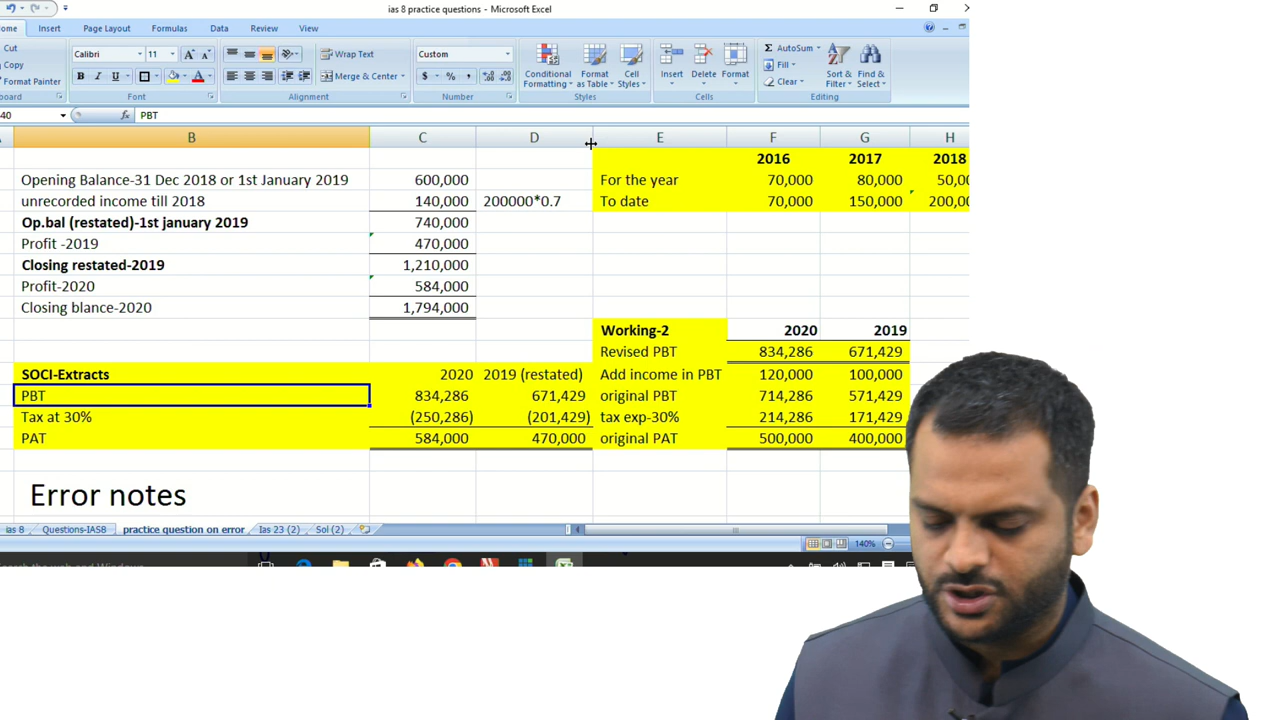 ias 8 practice questions - Microsoft Excel
Insert Page Layout Formulas Data Review View
Cut
Copy
Format Painter
Calibri 11
Wrap Text
Merge & Center
Custom
Conditional Formatting
Format as Table
Cell Styles
Insert
Delete
Format
AutoSum
Fill
Clear
Sort & Filter
Find & Select
Font Alignment Number Styles Cells Editing
40 fx PBT
B C D E F G H
2016 2017 2018
Opening Balance-31 Dec 2018 or 1st January 2019 600,000 For the year 70,000 80,000
unrecorded income till 2018 140,000 200000*0.7 To date 70,000 150,000
Op.bal (restated)-1st january 2019 740,000
Profit -2019 470,000
Closing restated-2019 1,210,000
Profit-2020 584,000
Closing blance-2020 1,794,000
Working-2 2020 2019
Revised PBT 834,286 671,429
SOCI-Extracts 2020 2019 (restated) Add income in PBT 120,000 100,000
PBT 834,286 671,429 original PBT 714,286 571,429
Tax at 30% (250,286) (201,429) tax exp-30% 214,286 171,429
PAT 584,000 470,000 original PAT 500,000 400,000
Error notes
ias 8 Questions-IAS8 practice question on error Ias 23 (2) Sol (2)
140%